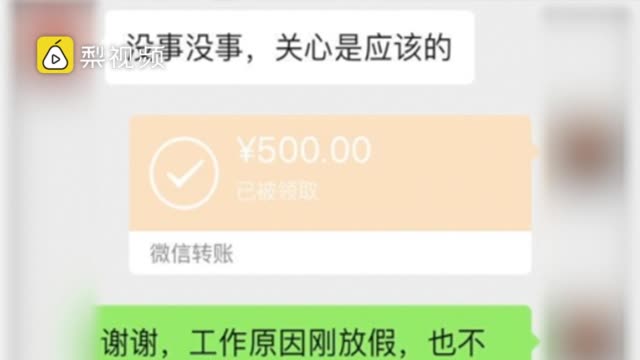 梨视频
没事没事，关心是应该的
¥500.00
已被领取
微信转账
谢谢，工作原因刚放假，也不